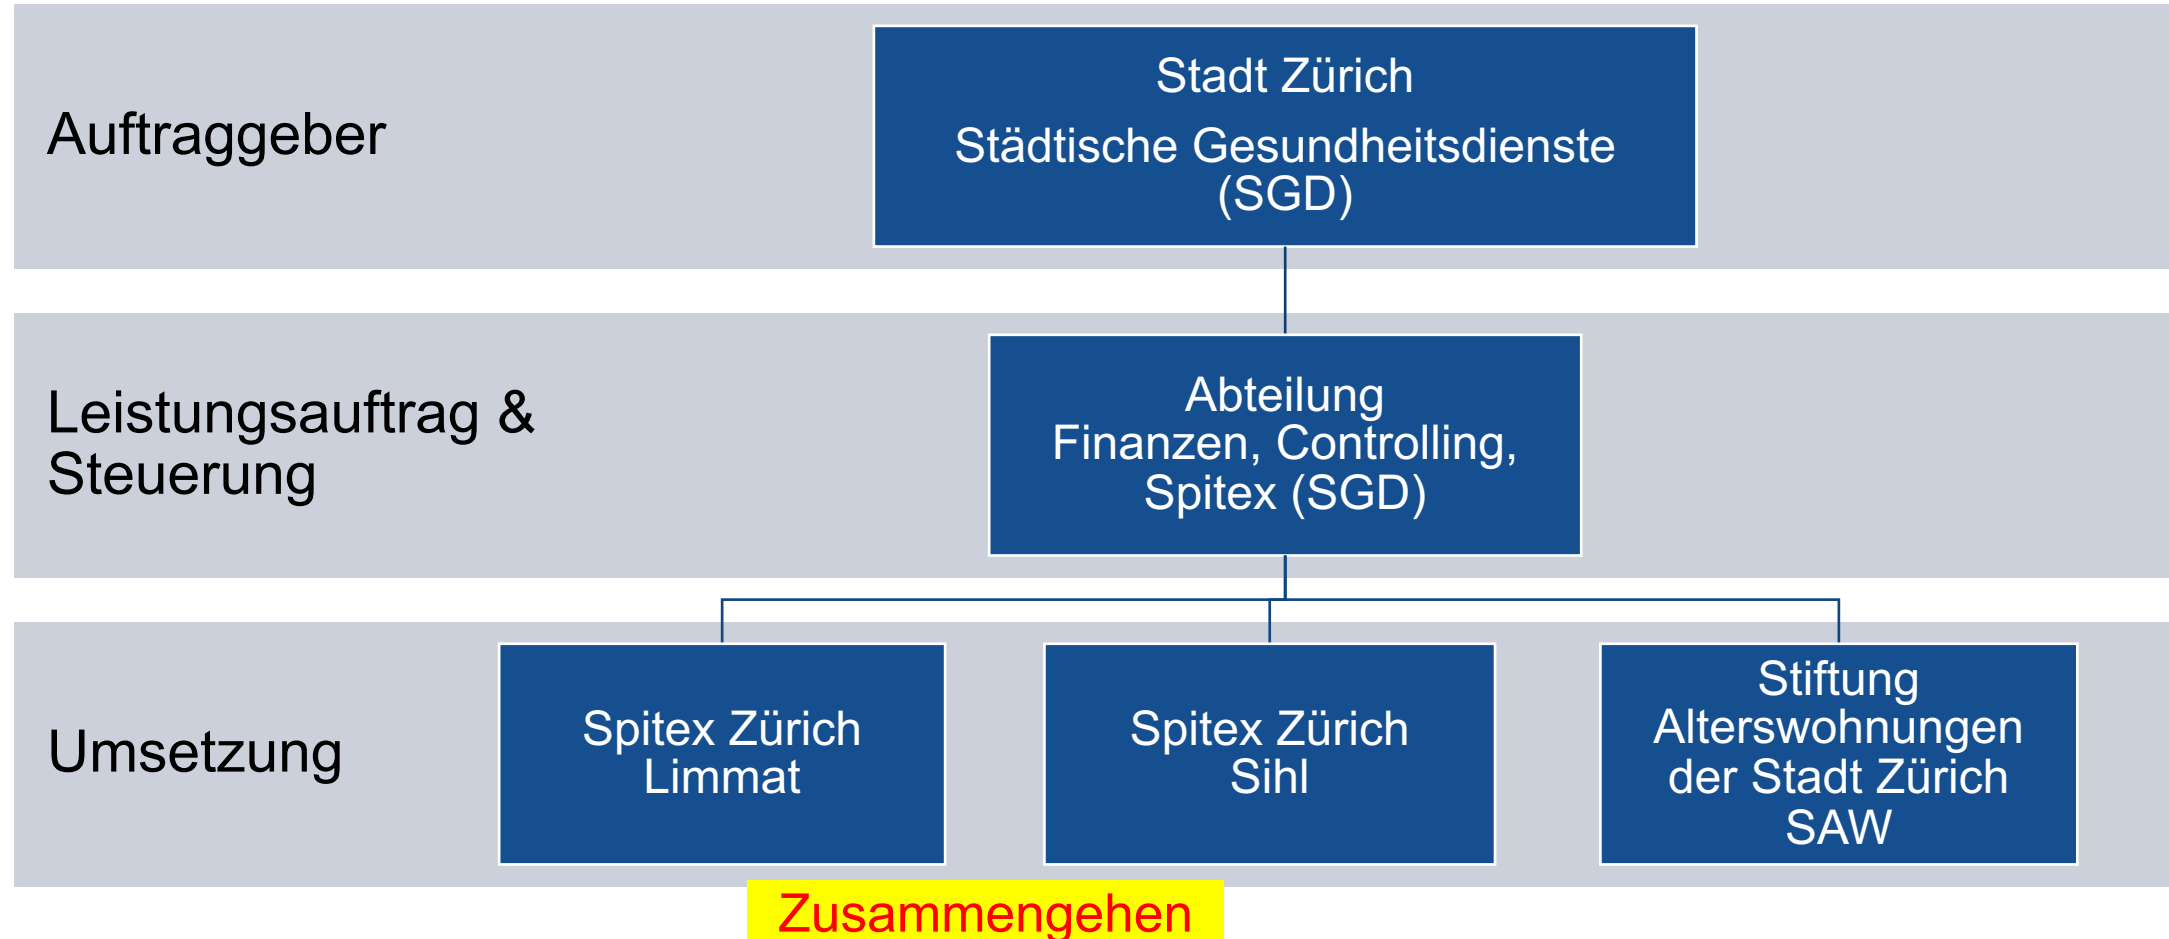 Auftraggeber
Stadt Zürich
Städtische Gesundheitsdienste
(SGD)
Leistungsauftrag &
Steuerung
Abteilung
Finanzen, Controlling,
Spitex (SGD)
Umsetzung
Spitex Zürich
Limmat
Spitex Zürich
Sihl
Stiftung
Alterswohnungen
der Stadt Zürich
SAW
Zusammengehen